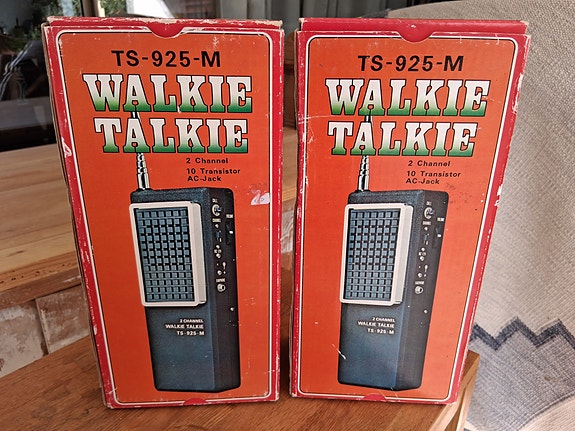 TS-925-M
WALKIE
TALKIE
2 Channel
10 Transistor
AC-Jack
2 CHANNEL
WALKIE TALKIE
TS-925-M
TS-925-M
WALKIE
TALKIE
2 Channel
10 Transistor
AC-Jack
2 CHANNEL
WALKIE TALKIE
TS-925-M